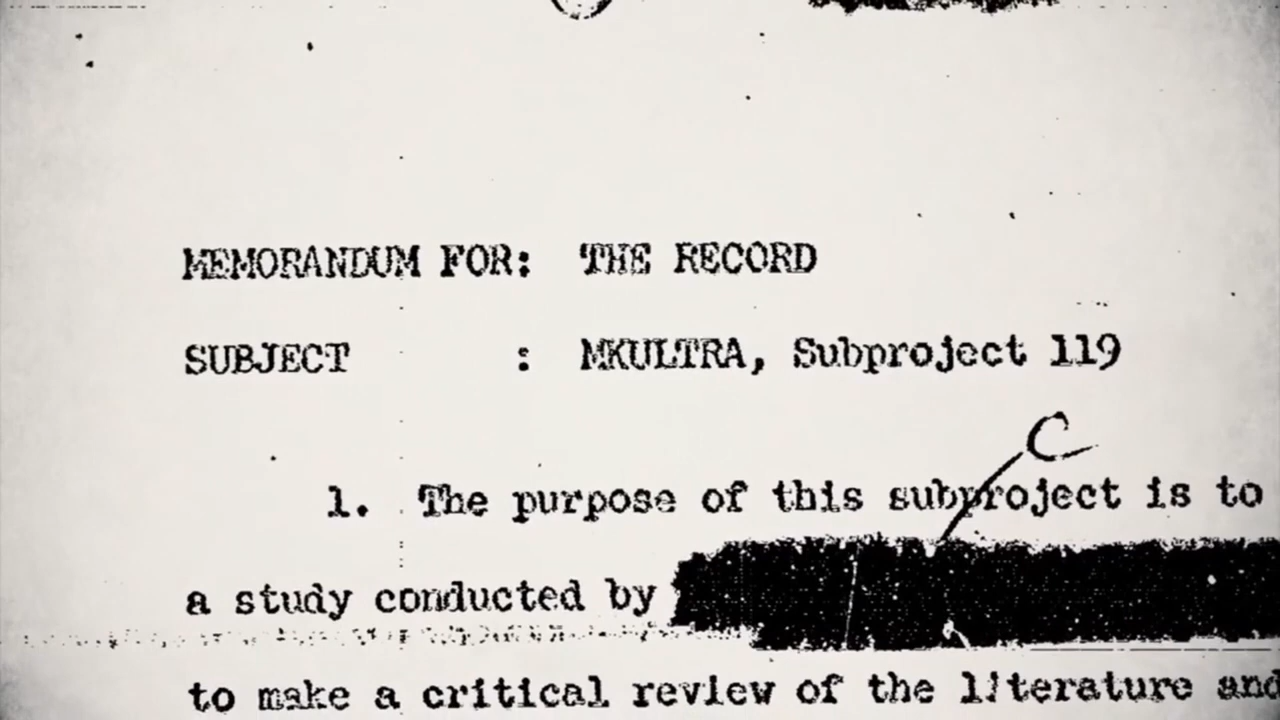 MEMORANDUM FOR: THE RECORD
SUBJECT : MKULTRA, Subproject 119
C
1. The purpose of this subproject is to
a study conducted by
to make a critical review of the literature and